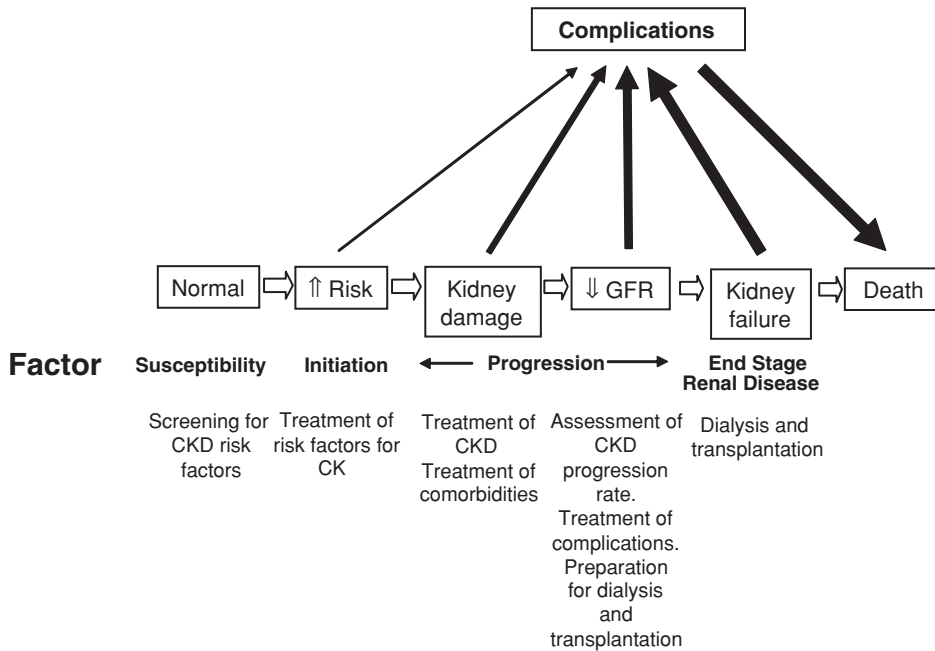 Complications
Normal
⇑ Risk
Kidney
damage
⇓ GFR
Kidney
failure
Death
Factor
Susceptibility
Initiation
Progression
End Stage
Renal Disease
Screening for
CKD risk
factors
Treatment of
risk factors for
CK
Treatment of
CKD
Treatment of
comorbidities
Assessment of
CKD
progression
rate.
Treatment of
complications.
Preparation
for dialysis
and
transplantation
Dialysis and
transplantation